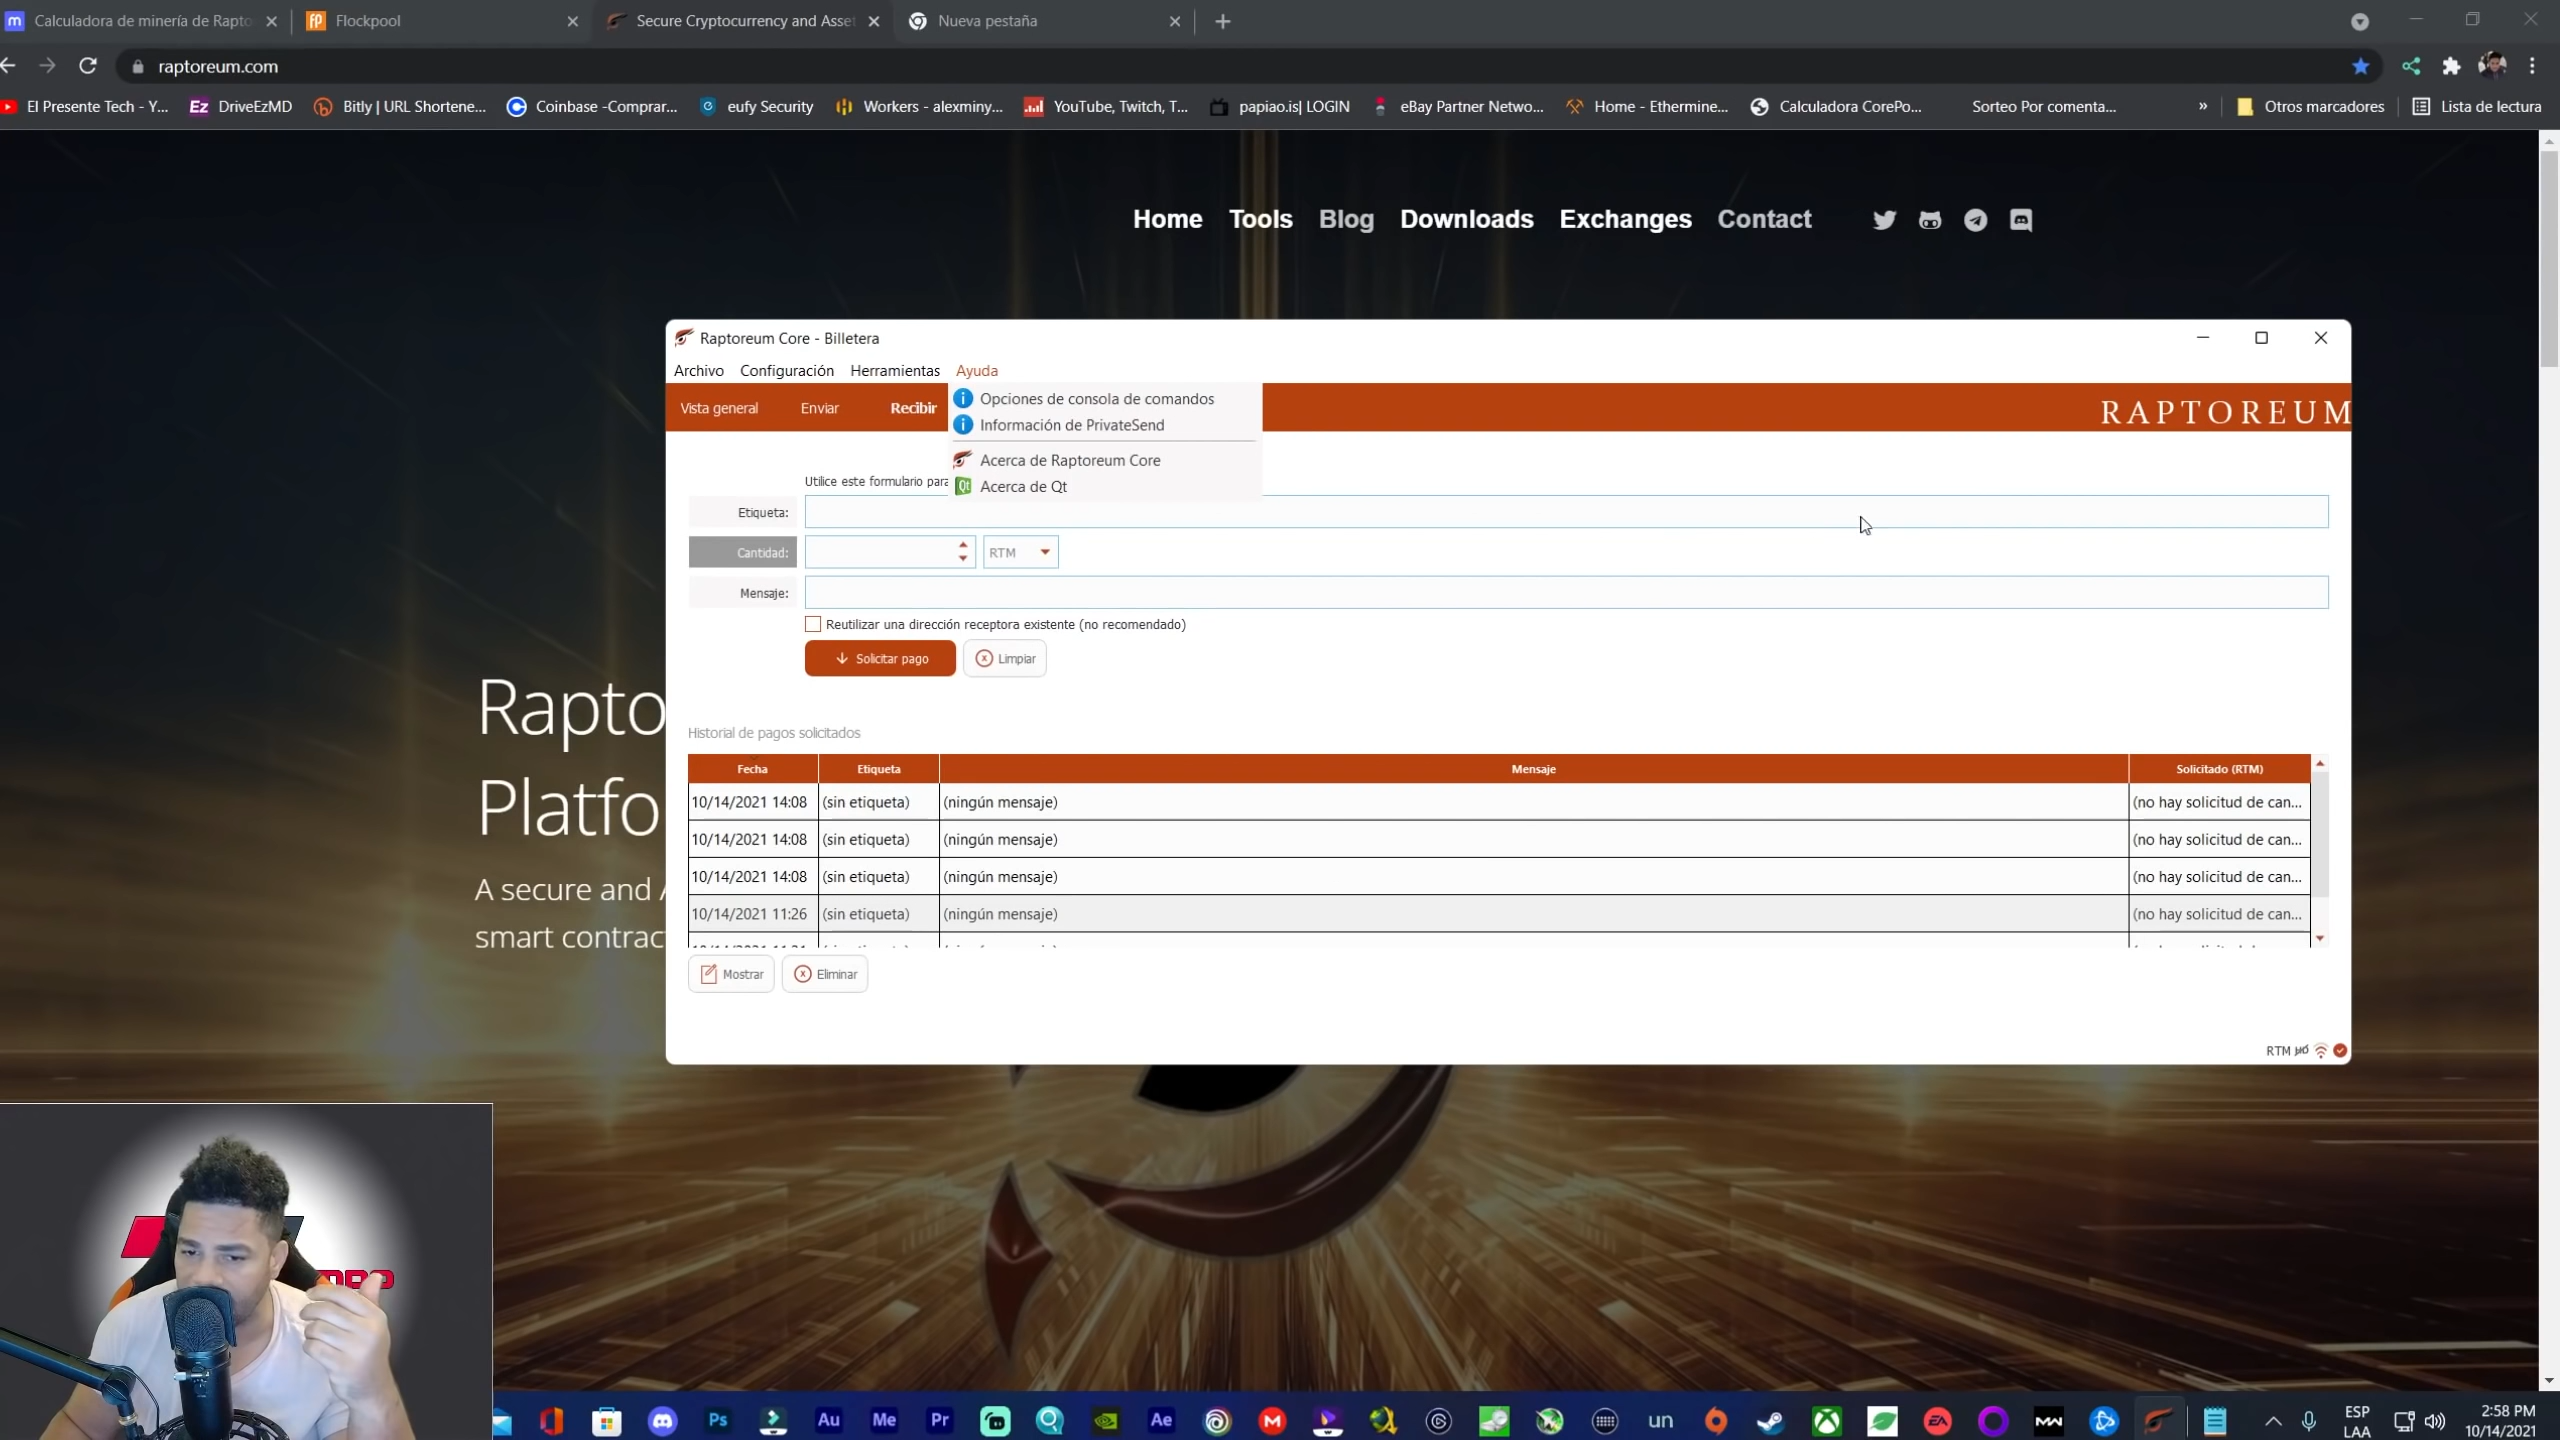 Calculadora de minería de Rapto
Flockpool
Secure Cryptocurrency and Asset
Nueva pestaña
raptoreum.com
El Presente Tech - Y...
DriveEzMD
Bitly | URL Shortene...
Coinbase -Comprar...
eufy Security
Workers - alexminy...
YouTube, Twitch, T...
papiao.is| LOGIN
eBay Partner Netwo...
Home - Ethermine...
Calculadora CorePo...
Sorteo Por comenta...
»
Otros marcadores
Lista de lectura
Home Tools Blog Downloads Exchanges Contact
Raptoreum Core - Billetera
Archivo Configuración Herramientas Ayuda
Vista general Enviar Recibir
RAPTOREUM
Opciones de consola de comandos
Información de PrivateSend
Acerca de Raptoreum Core
Acerca de Qt
Utilice este formulario para
Etiqueta:
Cantidad: RTM
Mensaje:
Reutilizar una dirección receptora existente (no recomendado)
Solicitar pago Limpiar
Historial de pagos solicitados
Fecha Etiqueta Mensaje Solicitado (RTM)
10/14/2021 14:08 (sin etiqueta) (ningún mensaje) (no hay solicitud de can...
10/14/2021 14:08 (sin etiqueta) (ningún mensaje) (no hay solicitud de can...
10/14/2021 14:08 (sin etiqueta) (ningún mensaje) (no hay solicitud de can...
10/14/2021 11:26 (sin etiqueta) (ningún mensaje) (no hay solicitud de can...
Mostrar Eliminar
RTM HD
Rapto
Platfo
A secure and
smart contrac
Ps Au Me Pr Ae un EA
ESP
LAA
2:58 PM
10/14/2021